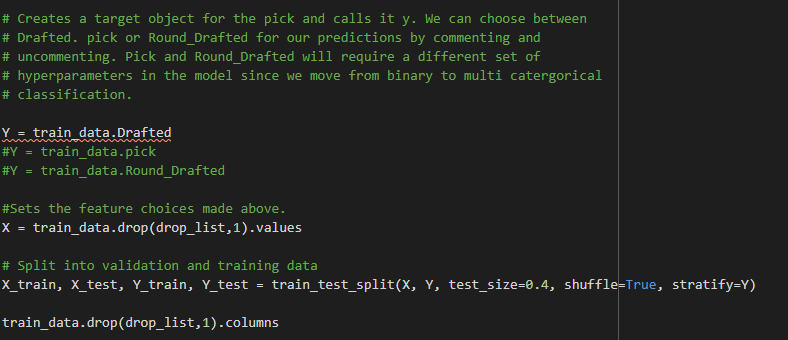 # Creates a target object for the pick and calls it y. We can choose between
# Drafted. pick or Round_Drafted for our predictions by commenting and
# uncommenting. Pick and Round_Drafted will require a different set of
# hyperparameters in the model since we move from binary to multi catergorical
# classification.
Y = train_data.Drafted
#Y = train_data.pick
#Y = train_data.Round_Drafted
#Sets the feature choices made above.
X = train_data.drop(drop_list,1).values
# Split into validation and training data
X_train, X_test, Y_train, Y_test = train_test_split(X, Y, test_size=0.4, shuffle=True, stratify=Y)
train_data.drop(drop_list,1).columns